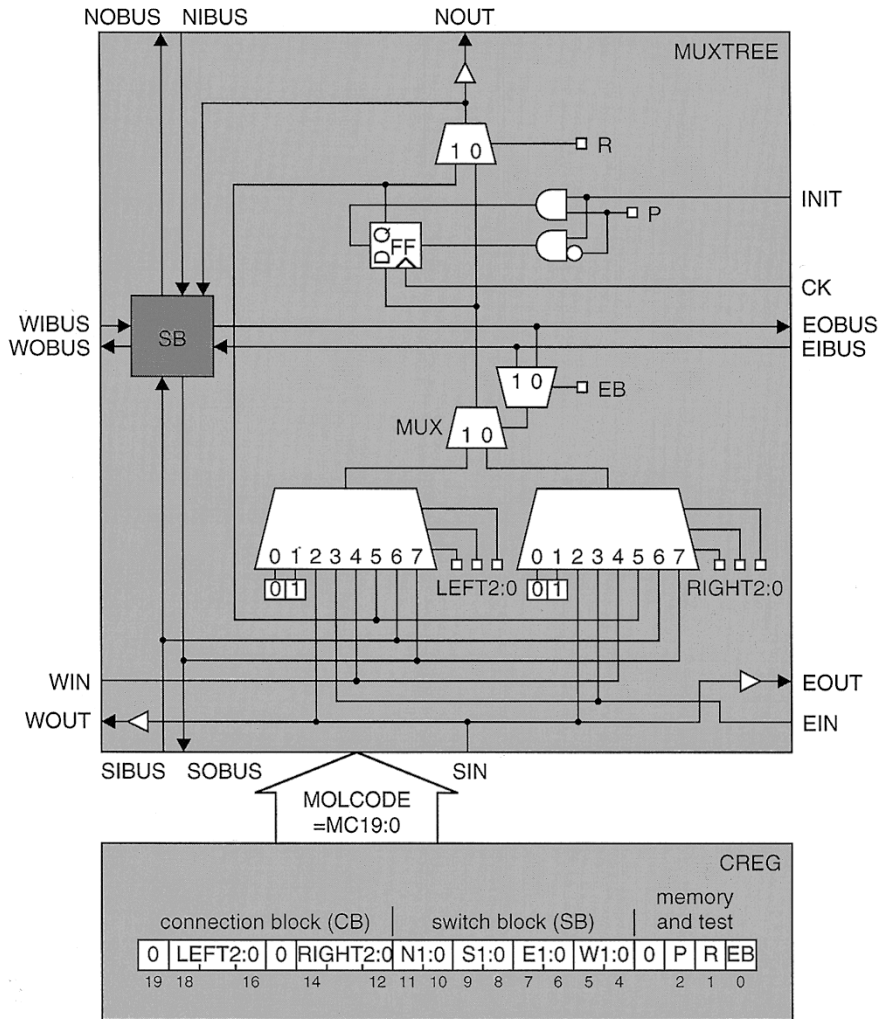 NOBUS NIBUS NOUT
MUXTREE
1 0
R
INIT
P
D Q
FF
CK
WIBUS
EOBUS
SB
WOBUS
EIBUS
1 0
EB
MUX
1 0
0 1 2 3 4 5 6 7
0 1 2 3 4 5 6 7
0 1
LEFT2:0
0 1
RIGHT2:0
WIN
EOUT
WOUT
EIN
SIBUS SOBUS SIN
MOLCODE
=MC19:0
CREG
memory
connection block (CB) switch block (SB) and test
0 LEFT2:0 0 RIGHT2:0 N1:0 S1:0 E1:0 W1:0 0 P R EB
19 18 16 14 12 11 10 9 8 7 6 5 4 2 1 0